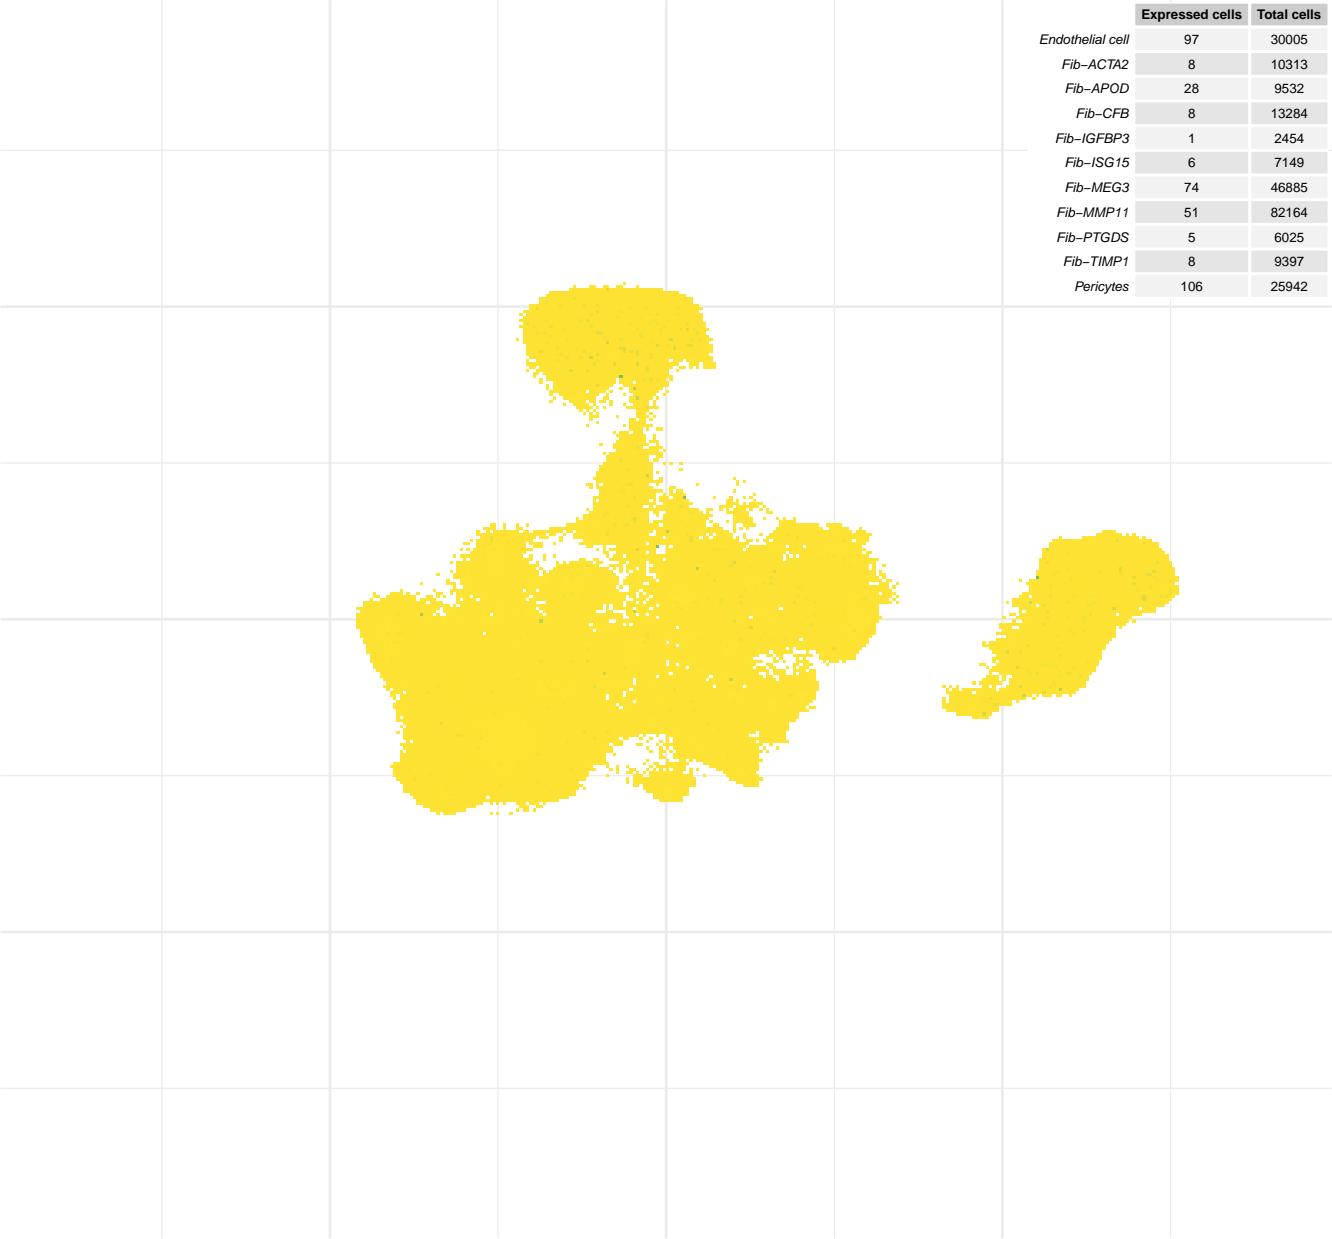 Expressed cells Total cells
Endothelial cell 97 30005
Fib−ACTA2 8 10313
Fib−APOD 28 9532
Fib−CFB 8 13284
Fib−IGFBP3 1 2454
Fib−ISG15 6 7149
Fib−MEG3 74 46885
Fib−MMP11 51 82164
Fib−PTGDS 5 6025
Fib−TIMP1 8 9397
Pericytes 106 25942